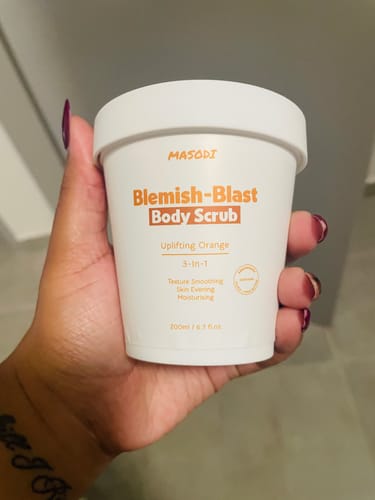 MASODI
Blemish-Blast
Body Scrub
Uplifting Orange
3-In-1
Texture Smoothing
Skin Evening
Moisturising
200ml / 6.7 fl.oz.